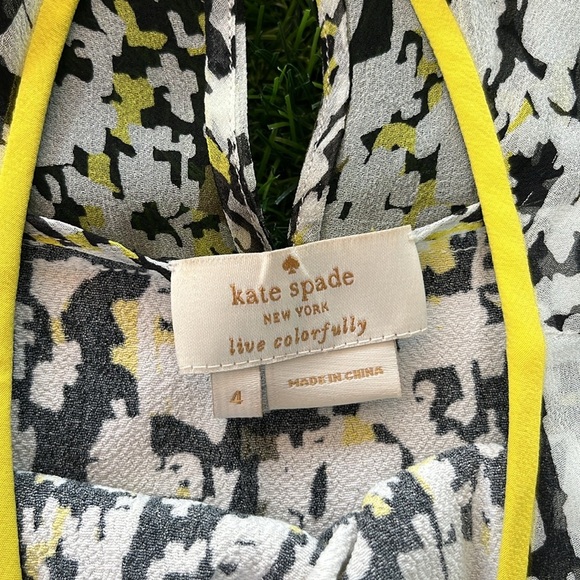 kate spade
NEW YORK
live colorfully
4
MADE IN CHINA